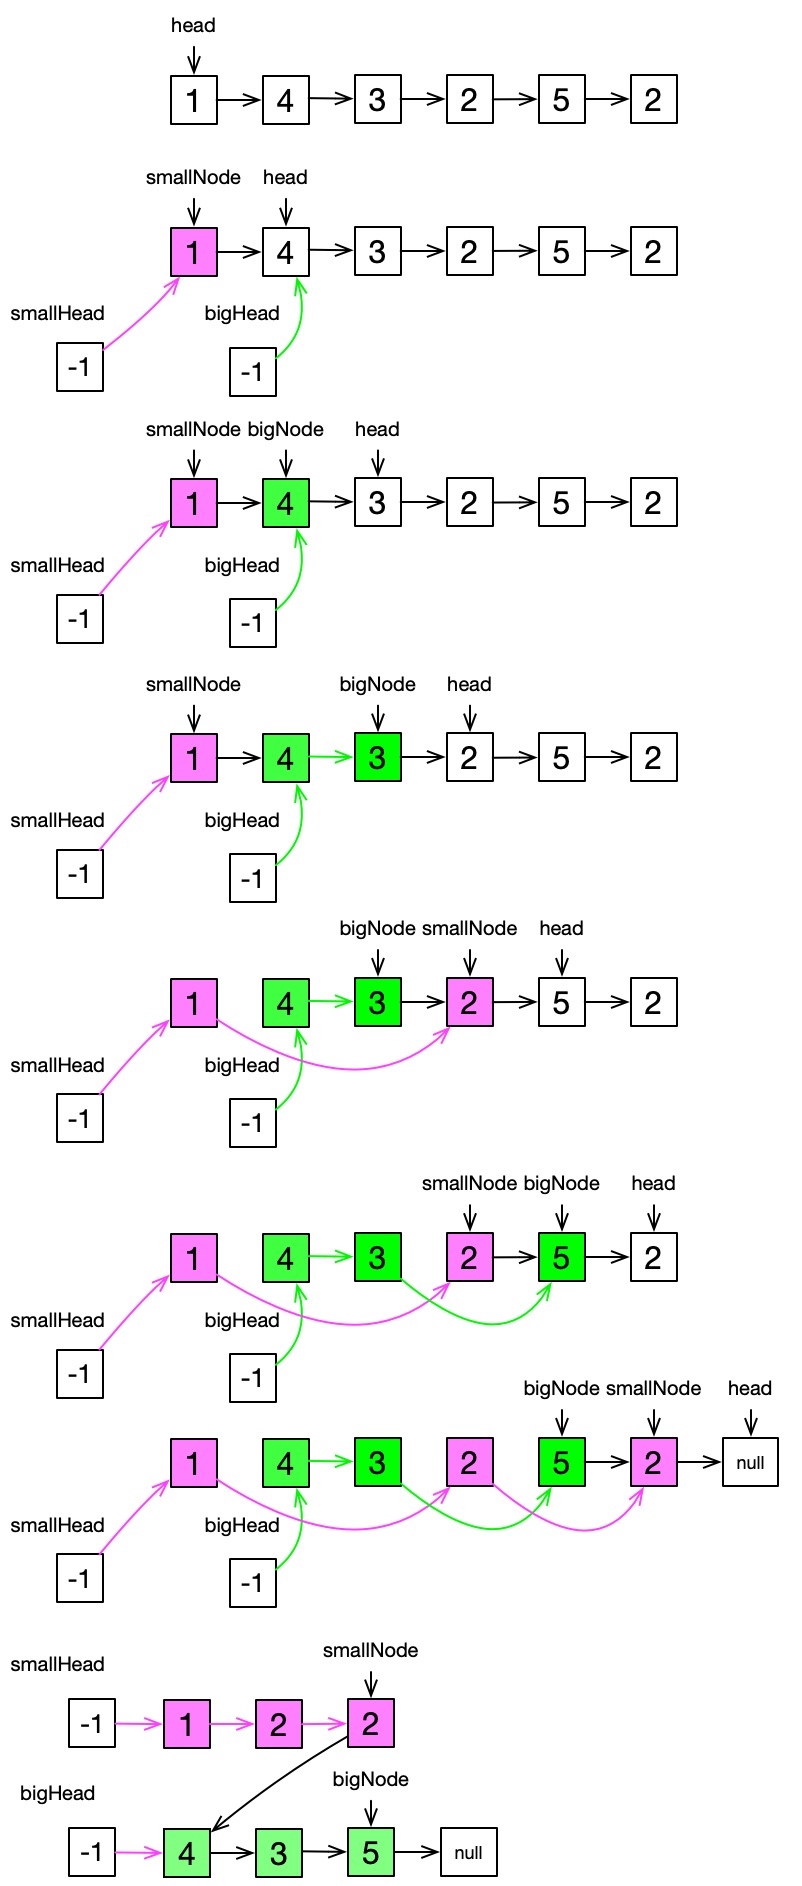 head
1 4 3 2 5 2
smallNode head
1 4 3 2 5 2
smallHead bigHead
-1 -1
smallNode bigNode head
1 4 3 2 5 2
smallHead bigHead
-1 -1
smallNode bigNode head
1 4 3 2 5 2
smallHead bigHead
-1 -1
bigNode smallNode head
1 4 3 2 5 2
smallHead bigHead
-1 -1
smallNode bigNode head
1 4 3 2 5 2
smallHead bigHead
-1 -1
bigNode smallNode head
1 4 3 2 5 2 null
smallHead bigHead
-1 -1
smallNode
smallHead
-1 1 2 2
bigNode
bigHead
-1 4 3 5 null